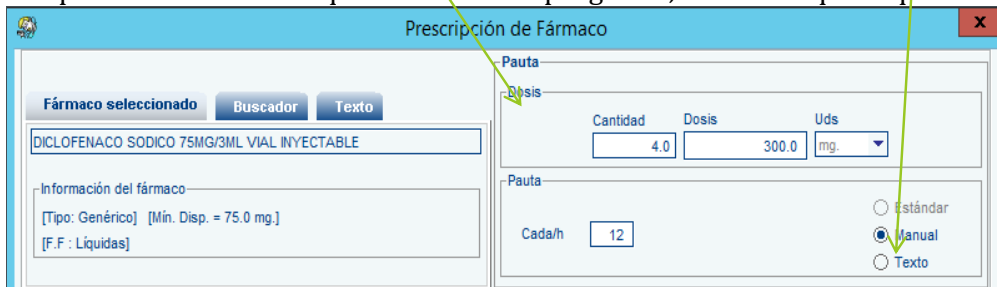 Prescripción de Fármaco
x
Fármaco seleccionado Buscador Texto
DICLOFENACO SODICO 75MG/3ML VIAL INYECTABLE
Información del fármaco
[Tipo: Genérico] [Mín. Disp. = 75.0 mg.]
[F.F : Líquidas]
Pauta
Dosis
Cantidad Dosis Uds
4.0 300.0 mg.
Pauta
Cada/h 12
Estándar
Manual
Texto